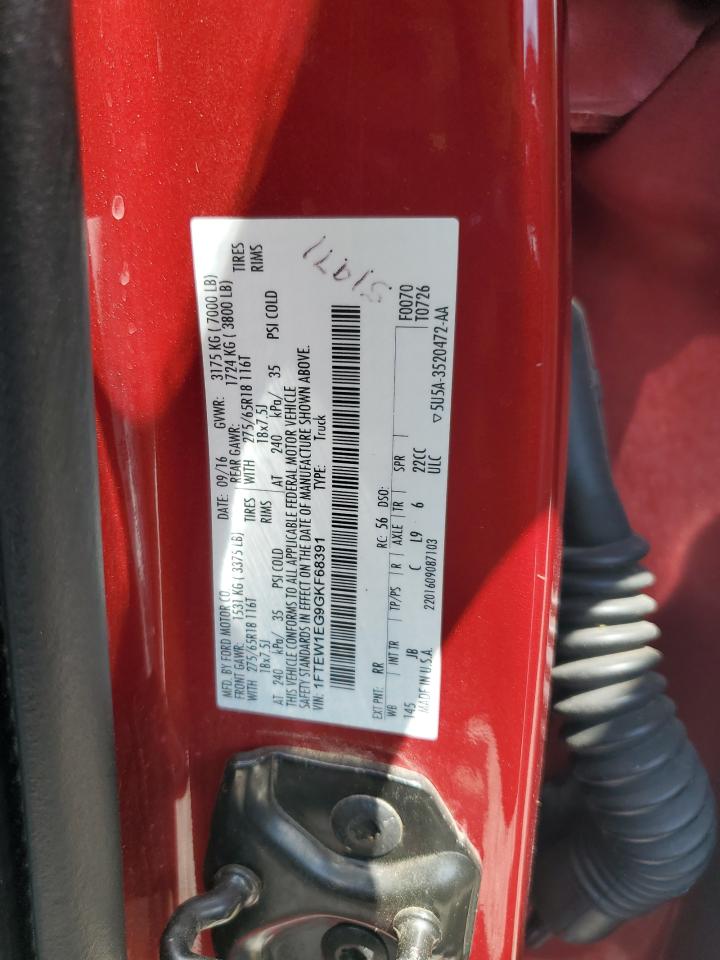 MFD. BY FORD MOTOR CO. DATE: 09/16 GVWR: 3175 KG ( 7000 LB)
FRONT GAWR: 1531 KG (3375 LB) REAR GAWR: 1724 KG (3800 LB)
WITH 275/65R18 116T TIRES WITH 275/65R18 116T TIRES
18x7.5J RIMS 18x7.5J RIMS
AT 240 kPa/ 35 PSI COLD AT 240 kPa/ 35 PSI COLD
THIS VEHICLE CONFORMS TO ALL APPLICABLE FEDERAL MOTOR VEHICLE
SAFETY STANDARDS IN EFFECT ON THE DATE OF MANUFACTURE SHOWN ABOVE.
VIN: 1FTEW1EG9GKF68391 TYPE: Truck
EXT PNT: RR RC: 56 DSO: F0070
WB INT TR TP/PS R AXLE TR SPR T0726
145 JB C L9 6 22CC
MADE IN U.S.A. 2201609087103 ULC ▽5U5A-3520472-AA